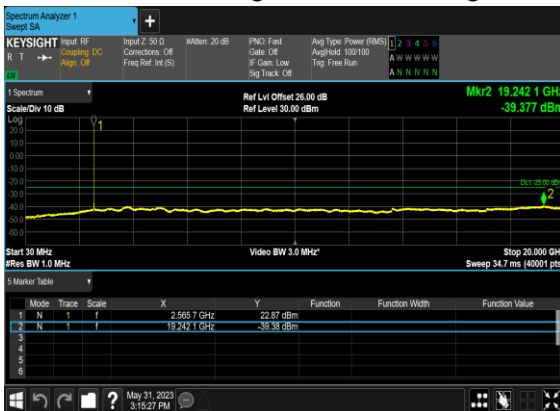 Spectrum Analyzer 1
Swept SA
KEYSIGHT Input: RF Input Z: 50 Ω #Atten: 20 dB PNO: Fast Avg Type: Power (RMS) 1 2 3 4 5 6
R T Coupling: DC Corrections: Off Gate: Off Avg|Hold: 100/100 A W W W W W
Align: Off Freq Ref: Int (S) IF Gain: Low Trig: Free Run
Sig Track: Off A N N N N N
1 Spectrum Ref Lvl Offset 26.00 dB Mkr2 19.242 1 GHz
Scale/Div 10 dB Ref Level 30.00 dBm -39.377 dBm
Log
20.0 1
10.0
0.00
-10.0
-20.0
-30.0 2
-40.0
-50.0
-60.0
Start 30 MHz Video BW 3.0 MHz* Stop 20.000 GH
#Res BW 1.0 MHz Sweep 34.7 ms (40001 pts
5 Marker Table
Mode Trace Scale X Y Function Function Width Function Value
1 N 1 f 2.565 7 GHz 22.87 dBm
2 N 1 f 19.242 1 GHz -39.38 dBm
3
4
5
6
? May 31, 2023
3:15:27 PM